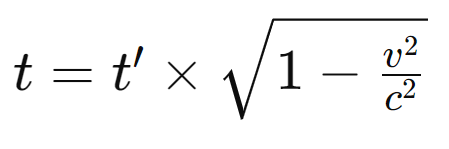 t = t′ × √(1 − v²/c²)